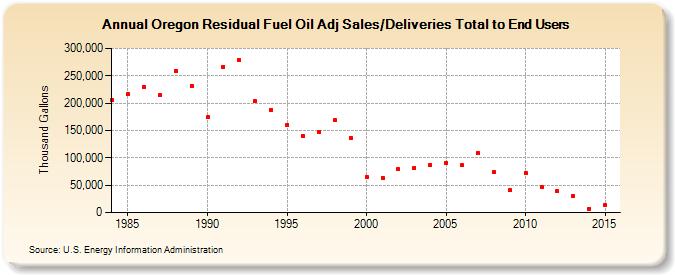 Annual Oregon Residual Fuel Oil Adj Sales/Deliveries Total to End Users
Thousand Gallons
300,000
250,000
200,000
150,000
100,000
50,000
0
1985 1990 1995 2000 2005 2010 2015
Source: U.S. Energy Information Administration